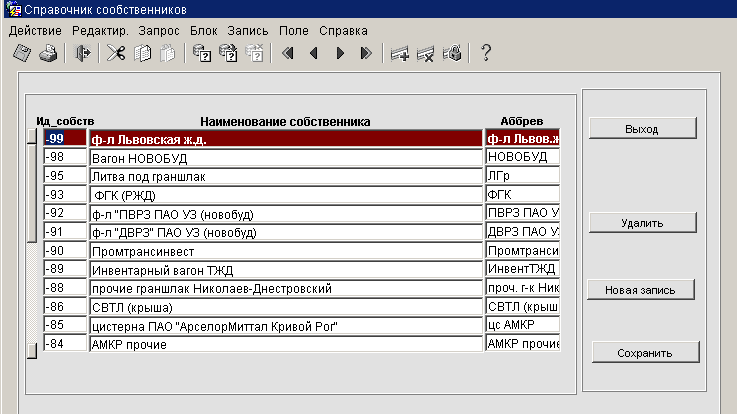 Справочник сообственников
Действие Редактир. Запрос Блок Запись Поле Справка
Ид_собств Наименование собственника Аббрев
-99 ф-л Львовская ж.д. ф-л Львов.ж
-98 Вагон НОВОБУД НОВОБУД
-95 Литва под граншлак ЛГр
-93 ФГК (РЖД) ФГК
-92 ф-л "ПВРЗ ПАО УЗ (новобуд) ПВРЗ ПАО У
-91 ф-л "ДВРЗ" ПАО УЗ (новобуд) ДВРЗ ПАО У
-90 Промтрансинвест Промтрансі
-89 Инвентарный вагон ТЖД ИнвентТЖД
-88 прочие граншлак Николаев-Днестровский проч. г-к Ник
-86 СВТЛ (крыша) СВТЛ (крыш
-85 цистерна ПАО "АрселорМиттал Кривой Рог" цс АМКР
-84 АМКР прочие АМКР прочие
Выход
Удалить
Новая запись
Сохранить